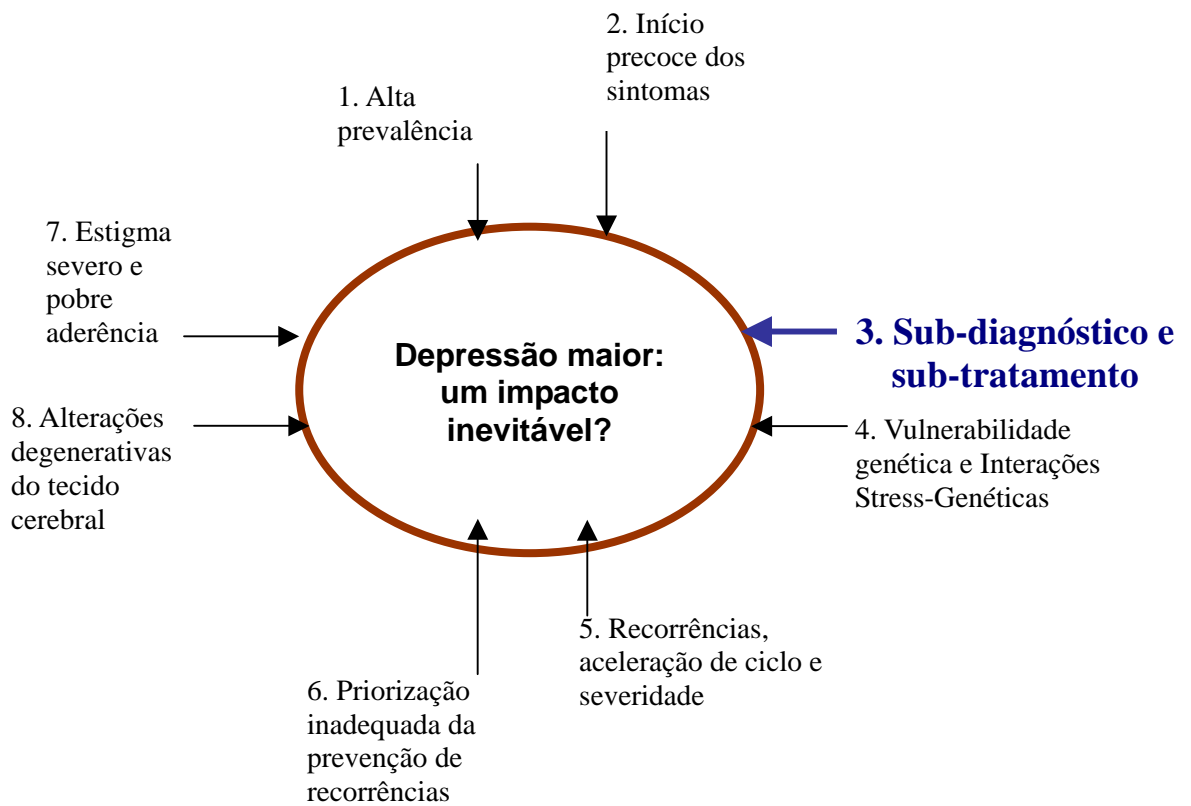 2. Início
precoce dos
sintomas
1. Alta
prevalência
7. Estigma
severo e
pobre
aderência
3. Sub-diagnóstico e
sub-tratamento
Depressão maior:
um impacto
inevitável?
8. Alterações
degenerativas
do tecido
cerebral
4. Vulnerabilidade
genética e Interações
Stress-Genéticas
5. Recorrências,
aceleração de ciclo e
severidade
6. Priorização
inadequada da
prevenção de
recorrências